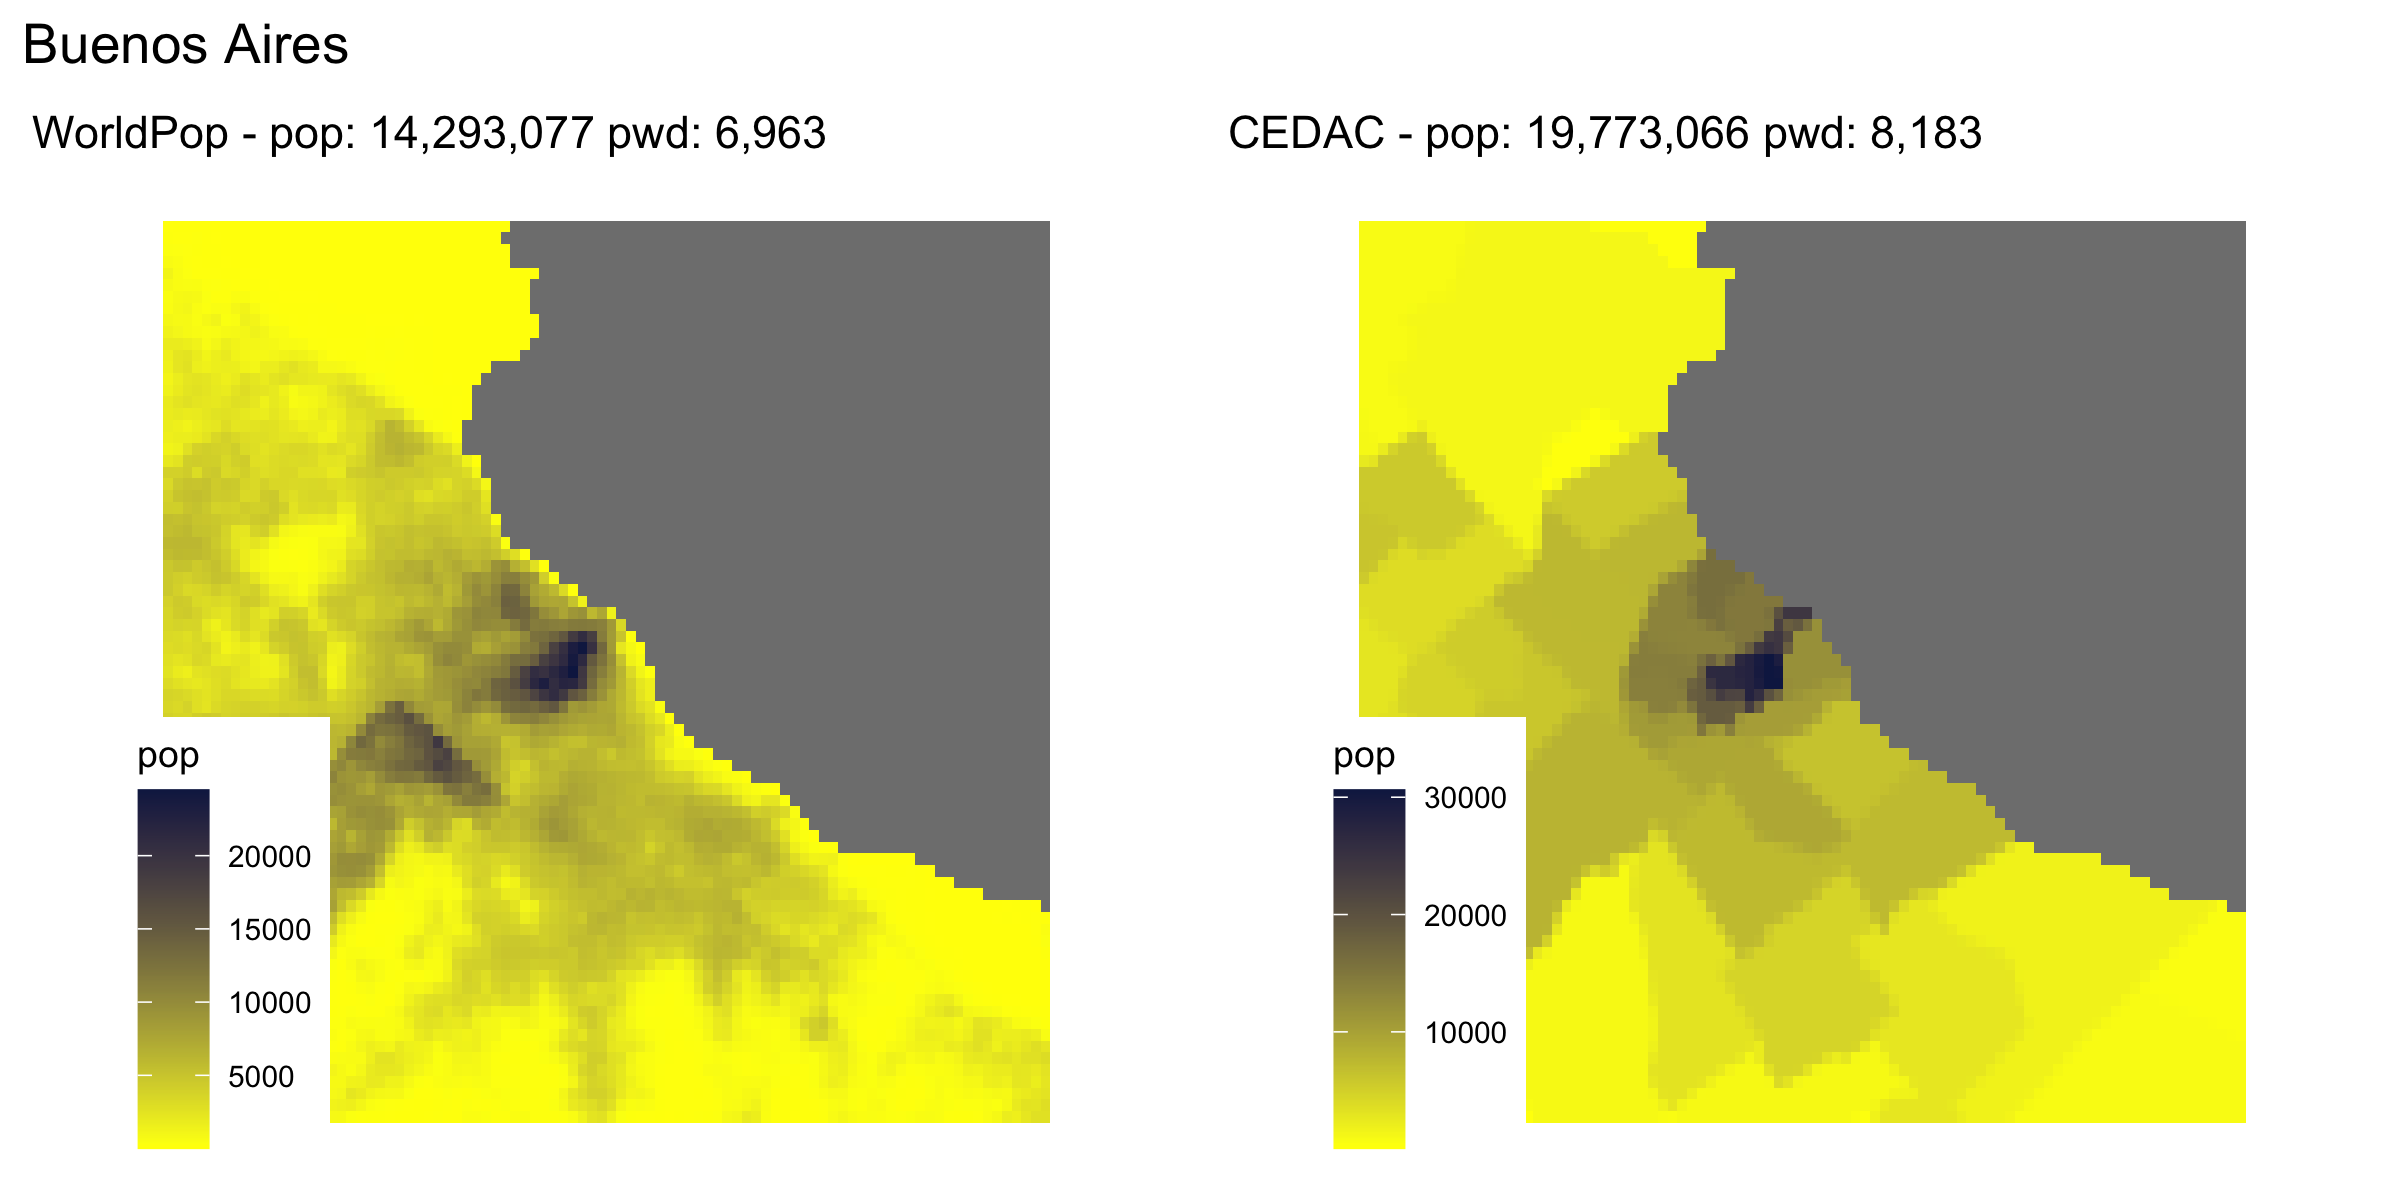 Buenos Aires
WorldPop - pop: 14,293,077 pwd: 6,963
CEDAC - pop: 19,773,066 pwd: 8,183
pop
20000
15000
10000
5000
pop
30000
20000
10000